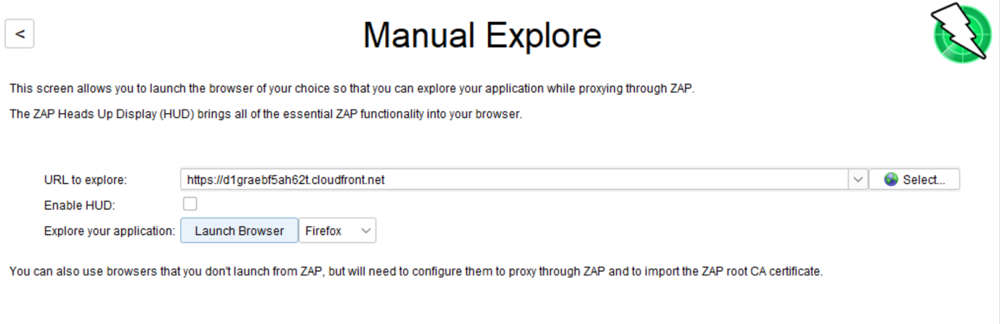 <
Manual Explore
This screen allows you to launch the browser of your choice so that you can explore your application while proxying through ZAP.
The ZAP Heads Up Display (HUD) brings all of the essential ZAP functionality into your browser.
URL to explore: https://d1graebf5ah62t.cloudfront.net Select...
Enable HUD:
Explore your application: Launch Browser Firefox
You can also use browsers that you don't launch from ZAP, but will need to configure them to proxy through ZAP and to import the ZAP root CA certificate.